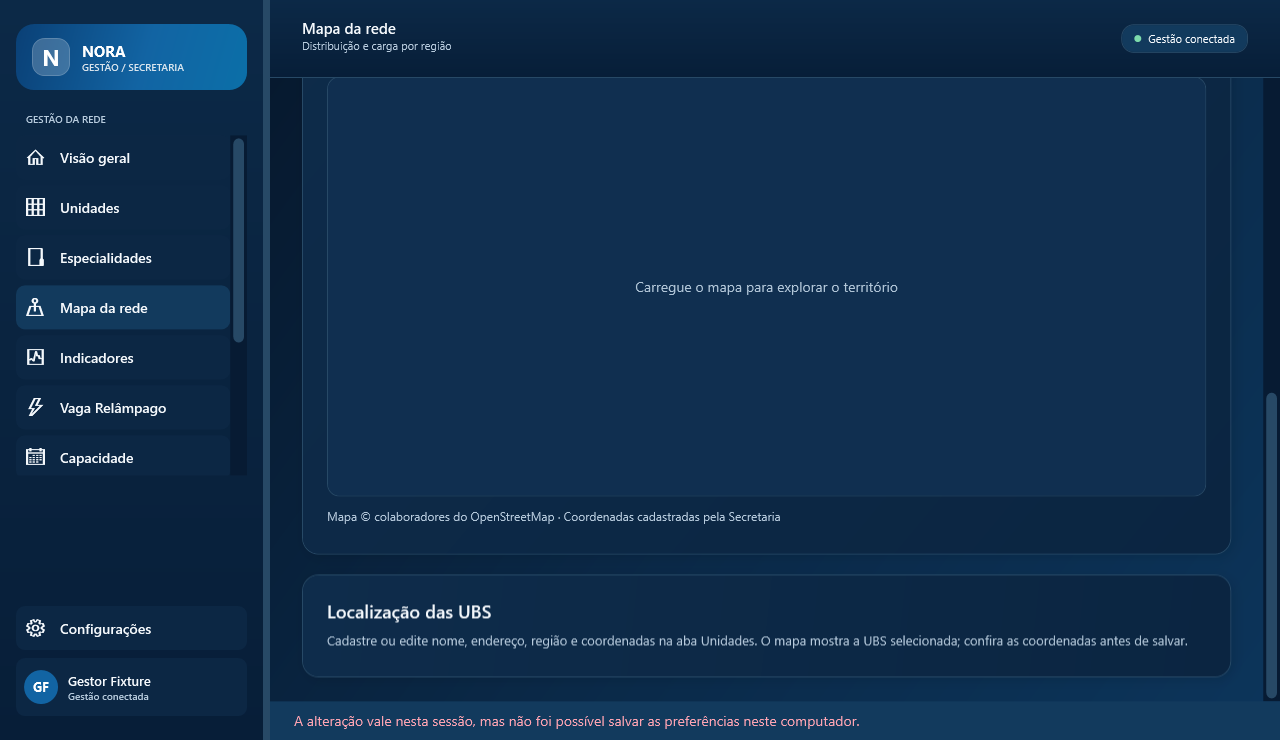 N
NORA
GESTÃO / SECRETARIA
GESTÃO DA REDE
Visão geral
Unidades
Especialidades
Mapa da rede
Indicadores
Vaga Relâmpago
Capacidade
Configurações
GF
Gestor Fixture
Gestão conectada
Mapa da rede
Distribuição e carga por região
Gestão conectada
Carregue o mapa para explorar o território
Mapa © colaboradores do OpenStreetMap · Coordenadas cadastradas pela Secretaria
Localização das UBS
Cadastre ou edite nome, endereço, região e coordenadas na aba Unidades. O mapa mostra a UBS selecionada; confira as coordenadas antes de salvar.
A alteração vale nesta sessão, mas não foi possível salvar as preferências neste computador.